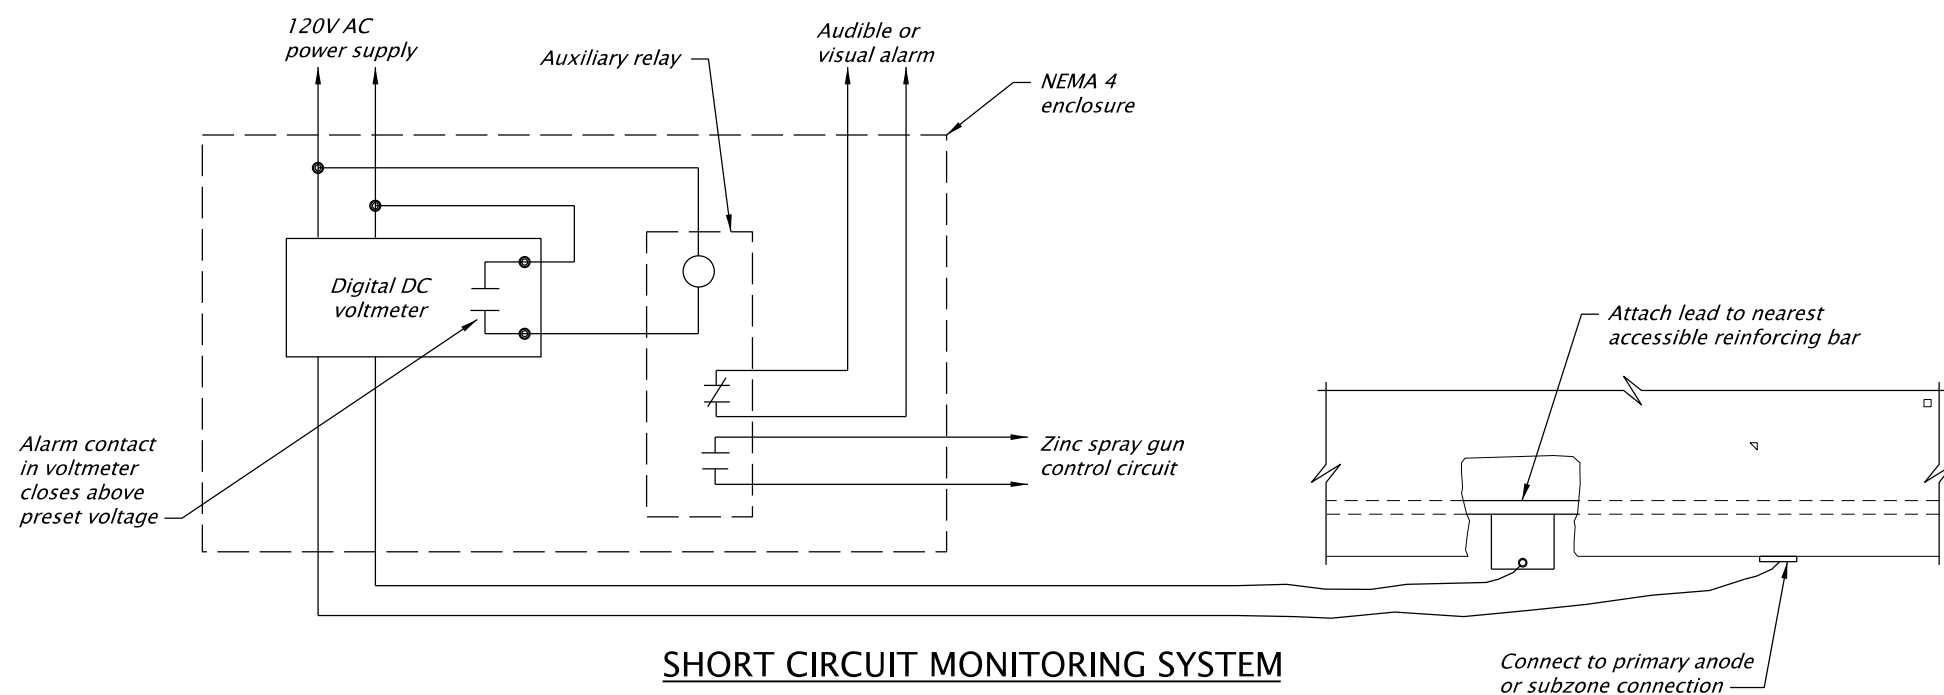 120V AC
power supply
Auxiliary relay
Audible or
visual alarm
NEMA 4
enclosure
Digital DC
voltmeter
Attach lead to nearest
accessible reinforcing bar
Alarm contact
in voltmeter
closes above
preset voltage
Zinc spray gun
control circuit
SHORT CIRCUIT MONITORING SYSTEM
Connect to primary anode
or subzone connection